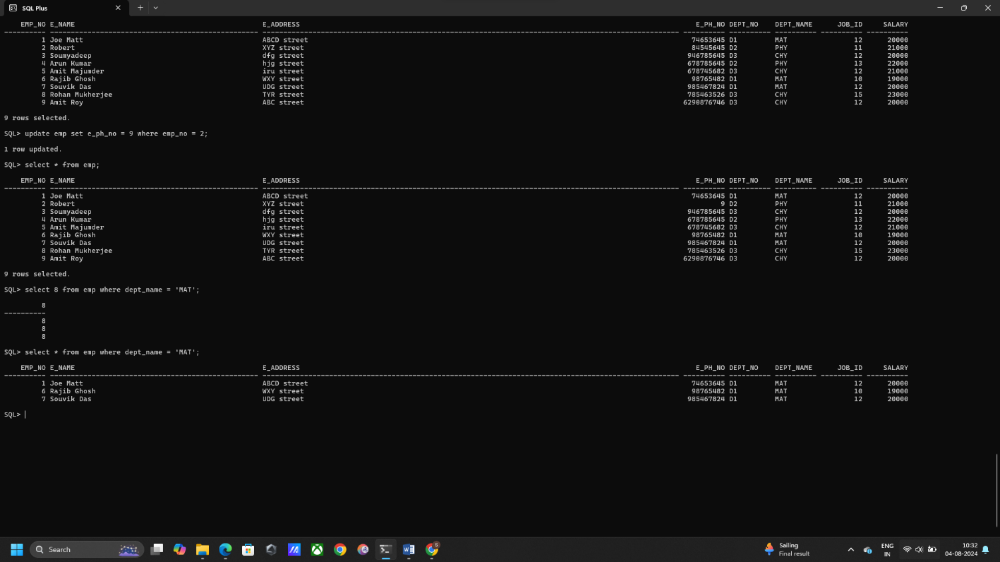 SQL Plus
EMP_NO E_NAME E_ADDRESS E_PH_NO DEPT_NO DEPT_NAME JOB_ID SALARY
1 Joe Matt ABCD street 74653645 D1 MAT 12 20000
2 Robert XYZ street 84545645 D2 PHY 11 21000
3 Soumyadeep dfg street 946785645 D3 CHY 12 20000
4 Arun Kumar hjg street 678785645 D2 PHY 13 22000
5 Amit Majumder iru street 678745682 D3 CHY 12 21000
6 Rajib Ghosh WXY street 98765482 D1 MAT 10 19000
7 Souvik Das UDG street 985467824 D1 MAT 12 20000
8 Rohan Mukherjee TYR street 785463526 D3 CHY 15 23000
9 Amit Roy ABC street 6290876746 D3 CHY 12 20000
9 rows selected.
SQL> update emp set e_ph_no = 9 where emp_no = 2;
1 row updated.
SQL> select * from emp;
EMP_NO E_NAME E_ADDRESS E_PH_NO DEPT_NO DEPT_NAME JOB_ID SALARY
1 Joe Matt ABCD street 74653645 D1 MAT 12 20000
2 Robert XYZ street 9 D2 PHY 11 21000
3 Soumyadeep dfg street 946785645 D3 CHY 12 20000
4 Arun Kumar hjg street 678785645 D2 PHY 13 22000
5 Amit Majumder iru street 678745682 D3 CHY 12 21000
6 Rajib Ghosh WXY street 98765482 D1 MAT 10 19000
7 Souvik Das UDG street 985467824 D1 MAT 12 20000
8 Rohan Mukherjee TYR street 785463526 D3 CHY 15 23000
9 Amit Roy ABC street 6290876746 D3 CHY 12 20000
9 rows selected.
SQL> select 8 from emp where dept_name = 'MAT';
8
8
8
8
SQL> select * from emp where dept_name = 'MAT';
EMP_NO E_NAME E_ADDRESS E_PH_NO DEPT_NO DEPT_NAME JOB_ID SALARY
1 Joe Matt ABCD street 74653645 D1 MAT 12 20000
6 Rajib Ghosh WXY street 98765482 D1 MAT 10 19000
7 Souvik Das UDG street 985467824 D1 MAT 12 20000
SQL>
Search
Sailing
Final result
ENG
IN
10:32
04-08-2024